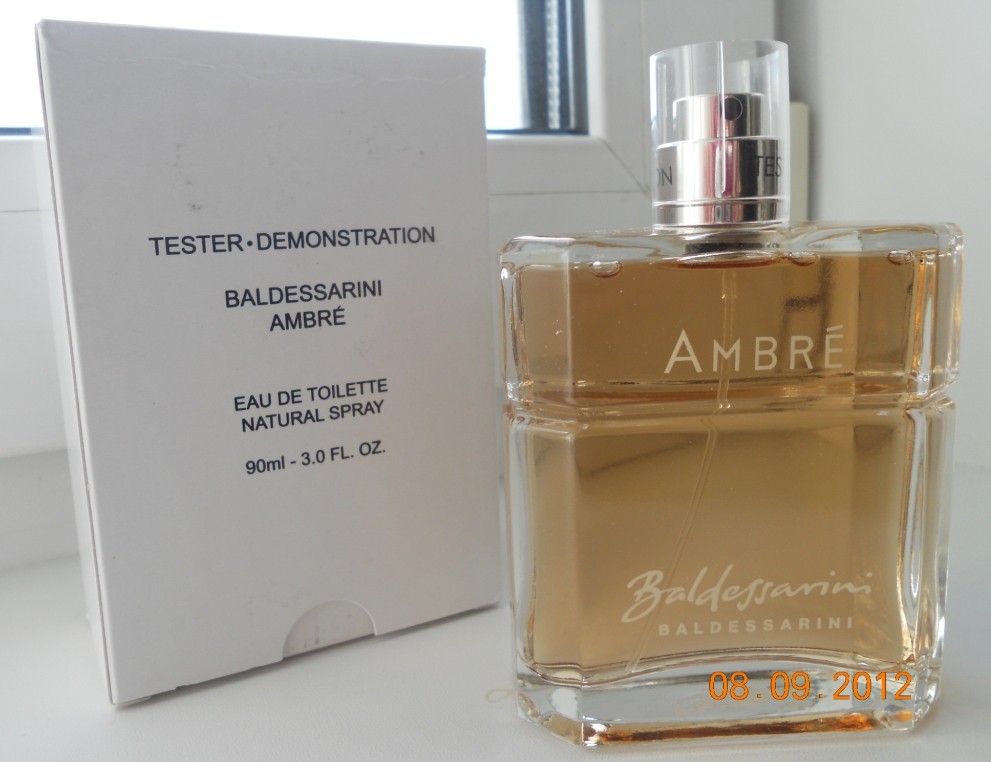 TESTER•DEMONSTRATION
BALDESSARINI
AMBRÉ
EAU DE TOILETTE
NATURAL SPRAY
90ml - 3.0 FL. OZ.
AMBRÉ
Baldessarini
BALDESSARINI
08.09.2012